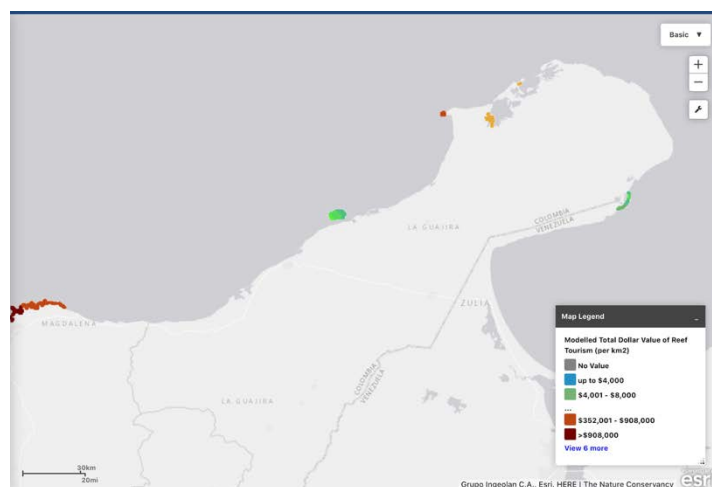 Basic ▼
+
−
COLOMBIA
VENEZUELA
LA GUAJIRA
ZULIA
MAGDALENA
COLOMBIA
VENEZUELA
LA GUAJIRA
Map Legend
Modelled Total Dollar Value of Reef
Tourism (per km2)
No Value
up to $4,000
$4,001 - $8,000
...
$352,001 - $908,000
>$908,000
View 6 more
30km
20mi
Grupo Ingeolan C.A., Esri, HERE | The Nature Conservancy
esri